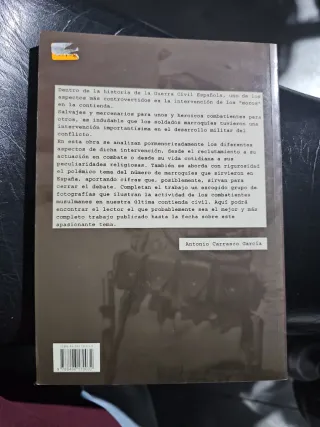 Dentro de la historia de la Guerra Civil Española, uno de los
aspectos más controvertidos es la intervención de los "moros"
en la contienda.
Salvajes y mercenarios para unos y heroicos combatientes para
otros, es indudable que los soldados marroquíes tuvieron una
intervención importantísima en el desarrollo militar del
conflicto.
En esta obra se analizan pormenorizadamente los diferentes
aspectos de dicha intervención, desde el reclutamiento a su
actuación en combate o desde su vida cotidiana a sus
peculiaridades religiosas. También se aborda con rigurosidad
el polémico tema del número de marroquíes que sirvieron en
España, aportando cifras que, posiblemente, sirvan para
cerrar el debate. Completan el trabajo un escogido grupo de
fotografías que ilustran la actividad de los combatientes
musulmanes en nuestra última contienda civil. Aquí podrá
encontrar el lector el que probablemente sea el mejor y más
completo trabajo publicado hasta la fecha sobre este
apasionante tema.
Antonio Carrasco García